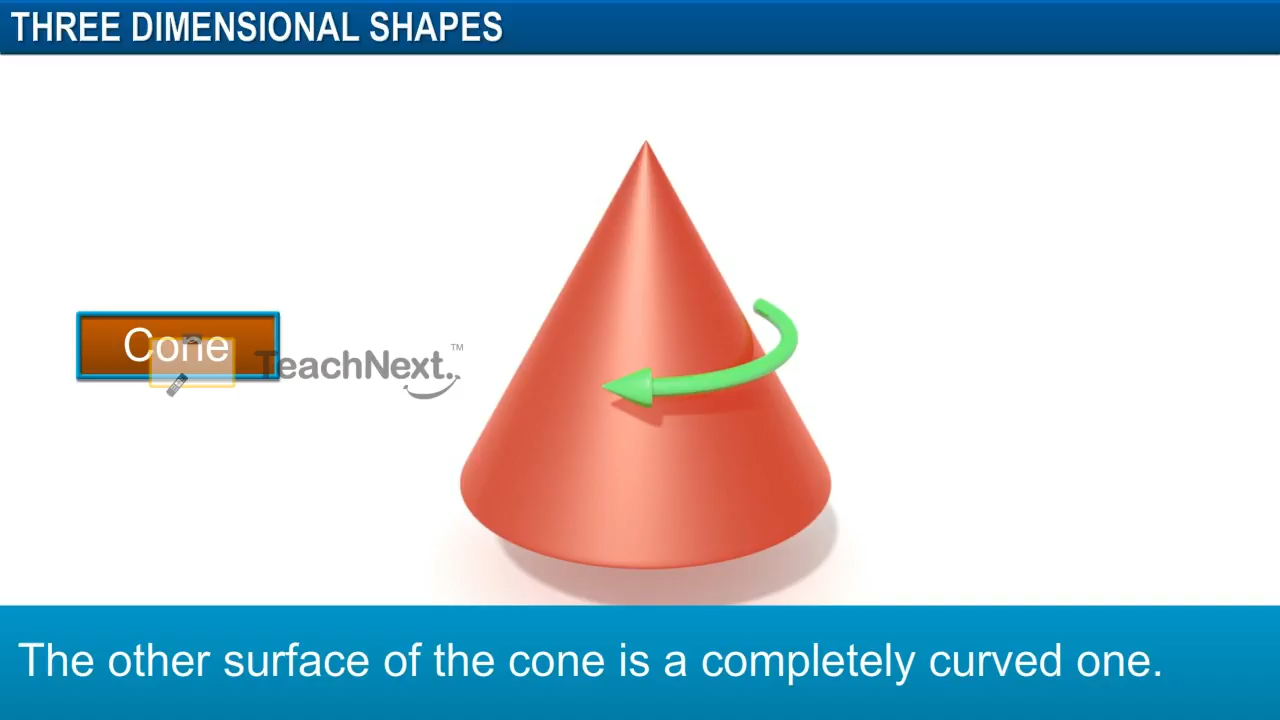 THREE DIMENSIONAL SHAPES
Cone
TeachNext.™
The other surface of the cone is a completely curved one.